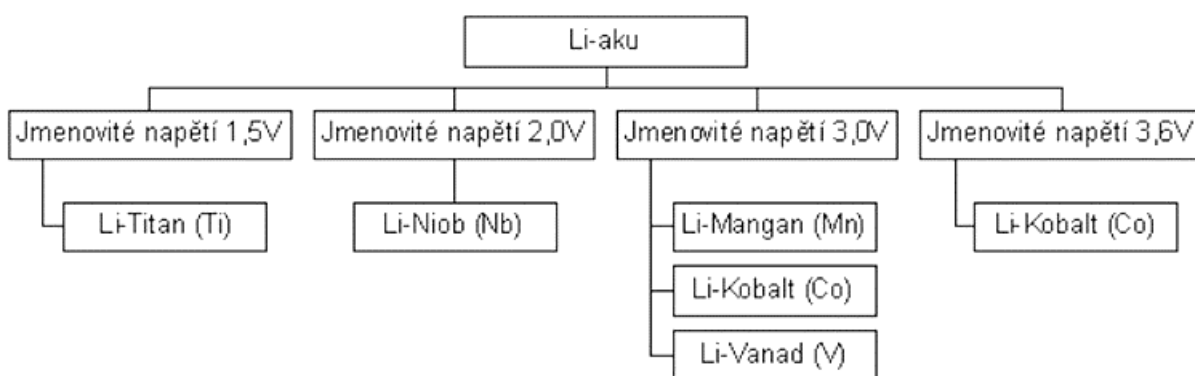 Li-aku
Jmenovité napětí 1,5V
Jmenovité napětí 2,0V
Jmenovité napětí 3,0V
Jmenovité napětí 3,6V
Li-Titan (Ti)
Li-Niob (Nb)
Li-Mangan (Mn)
Li-Kobalt (Co)
Li-Kobalt (Co)
Li-Vanad (V)